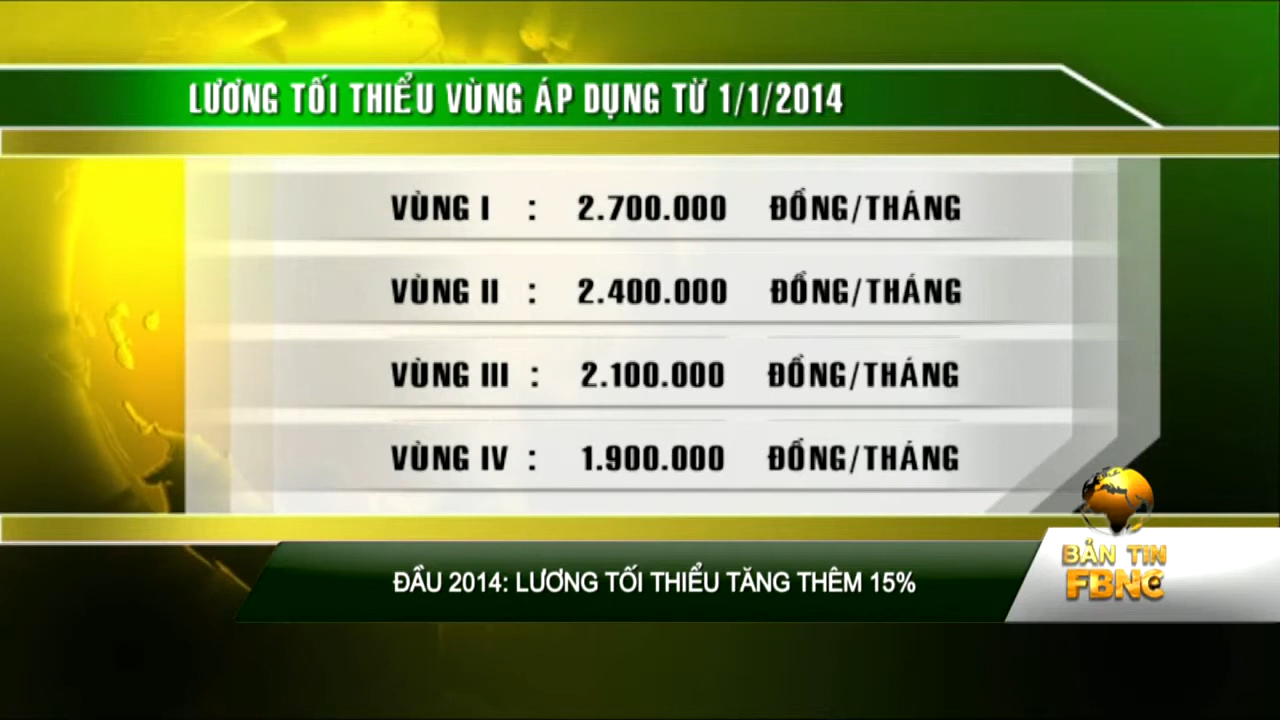 LƯƠNG TỐI THIỂU VÙNG ÁP DỤNG TỪ 1/1/2014
VÙNG I : 2.700.000 ĐỒNG/THÁNG
VÙNG II : 2.400.000 ĐỒNG/THÁNG
VÙNG III : 2.100.000 ĐỒNG/THÁNG
VÙNG IV : 1.900.000 ĐỒNG/THÁNG
ĐẦU 2014: LƯƠNG TỐI THIỂU TĂNG THÊM 15%
BẢN TIN
FBNC